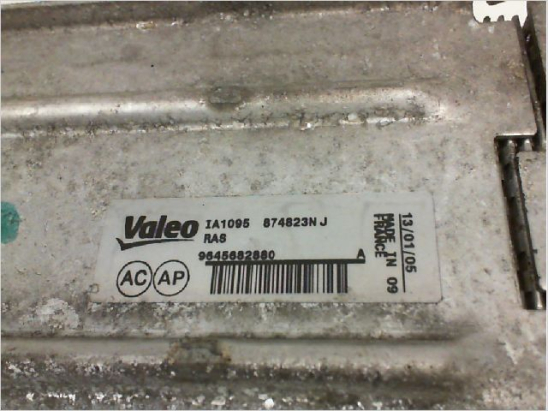 Valeo IA1095 874823N J
RAS
9645682880 A
AC AP
13/01/05
MADE IN 09
FRANCE